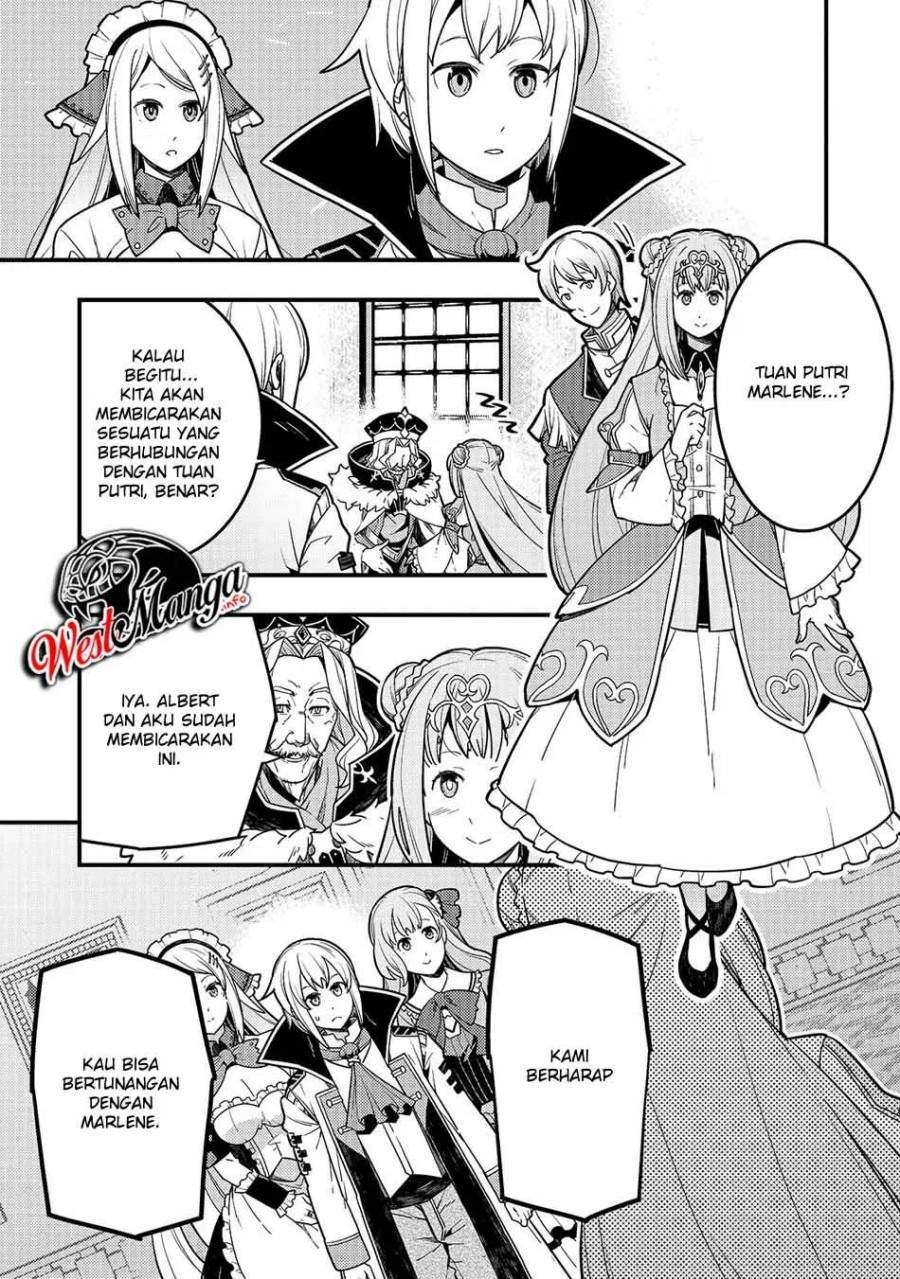 TUAN PUTRI
MARLENE...?
KALAU
BEGITU...
KITA AKAN
MEMBICARAKAN
SESUATU YANG
BERHUBUNGAN
DENGAN TUAN
PUTRI, BENAR?
WestManga
.info
IYA. ALBERT
DAN AKU SUDAH
MEMBICARAKAN
INI.
KAMI
BERHARAP
KAU BISA
BERTUNANGAN
DENGAN
MARLENE.